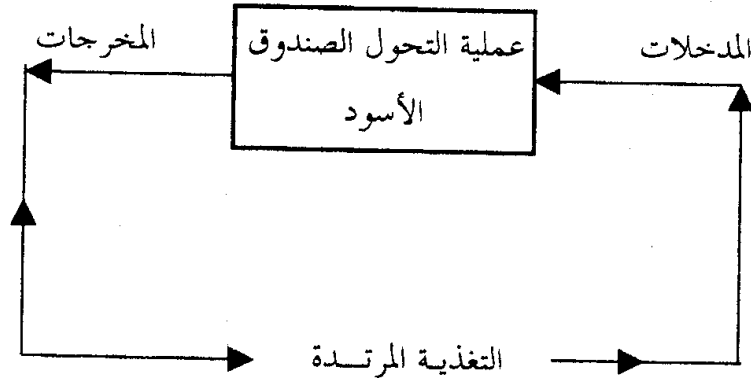 المدخلات
عملية التحول الصندوق
الأسود
المخرجات
التغذية المرتدة